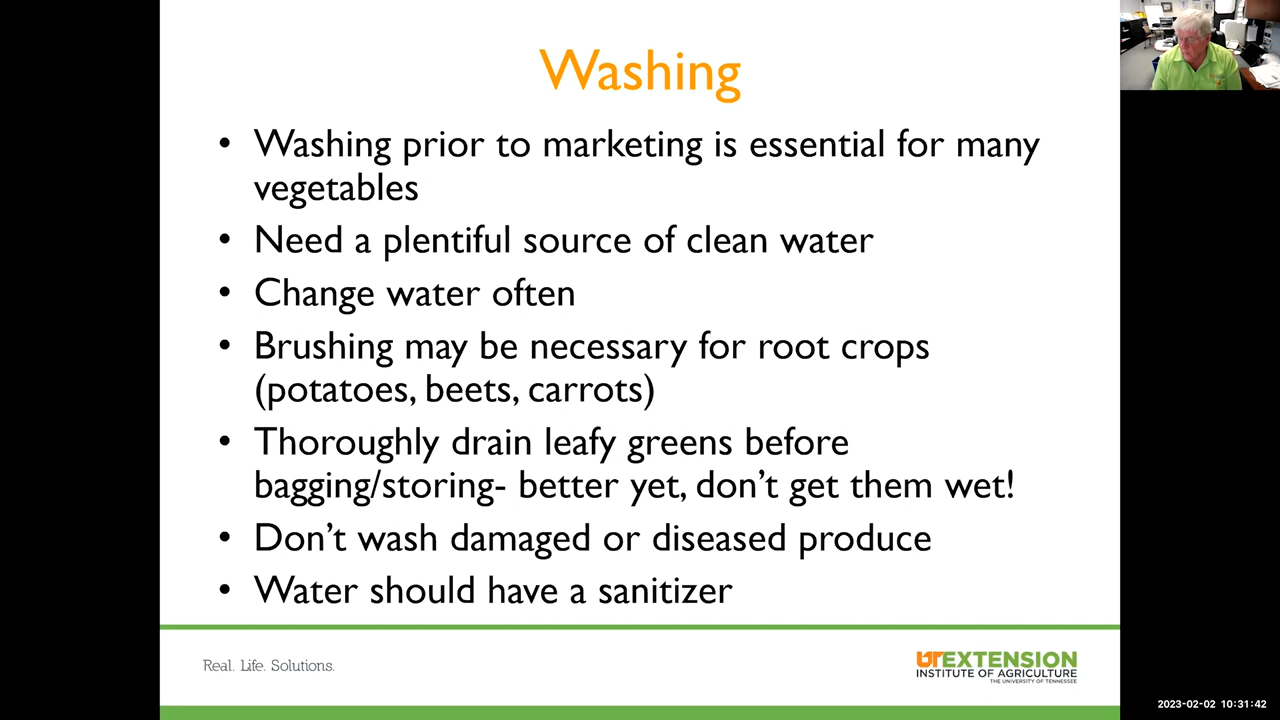 Washing
• Washing prior to marketing is essential for many
vegetables
• Need a plentiful source of clean water
• Change water often
• Brushing may be necessary for root crops
(potatoes, beets, carrots)
• Thoroughly drain leafy greens before
bagging/storing- better yet, don't get them wet!
• Don't wash damaged or diseased produce
• Water should have a sanitizer
Real. Life. Solutions.
UTEXTENSION
INSTITUTE OF AGRICULTURE
THE UNIVERSITY OF TENNESSEE
2023-02-02 10:31:42